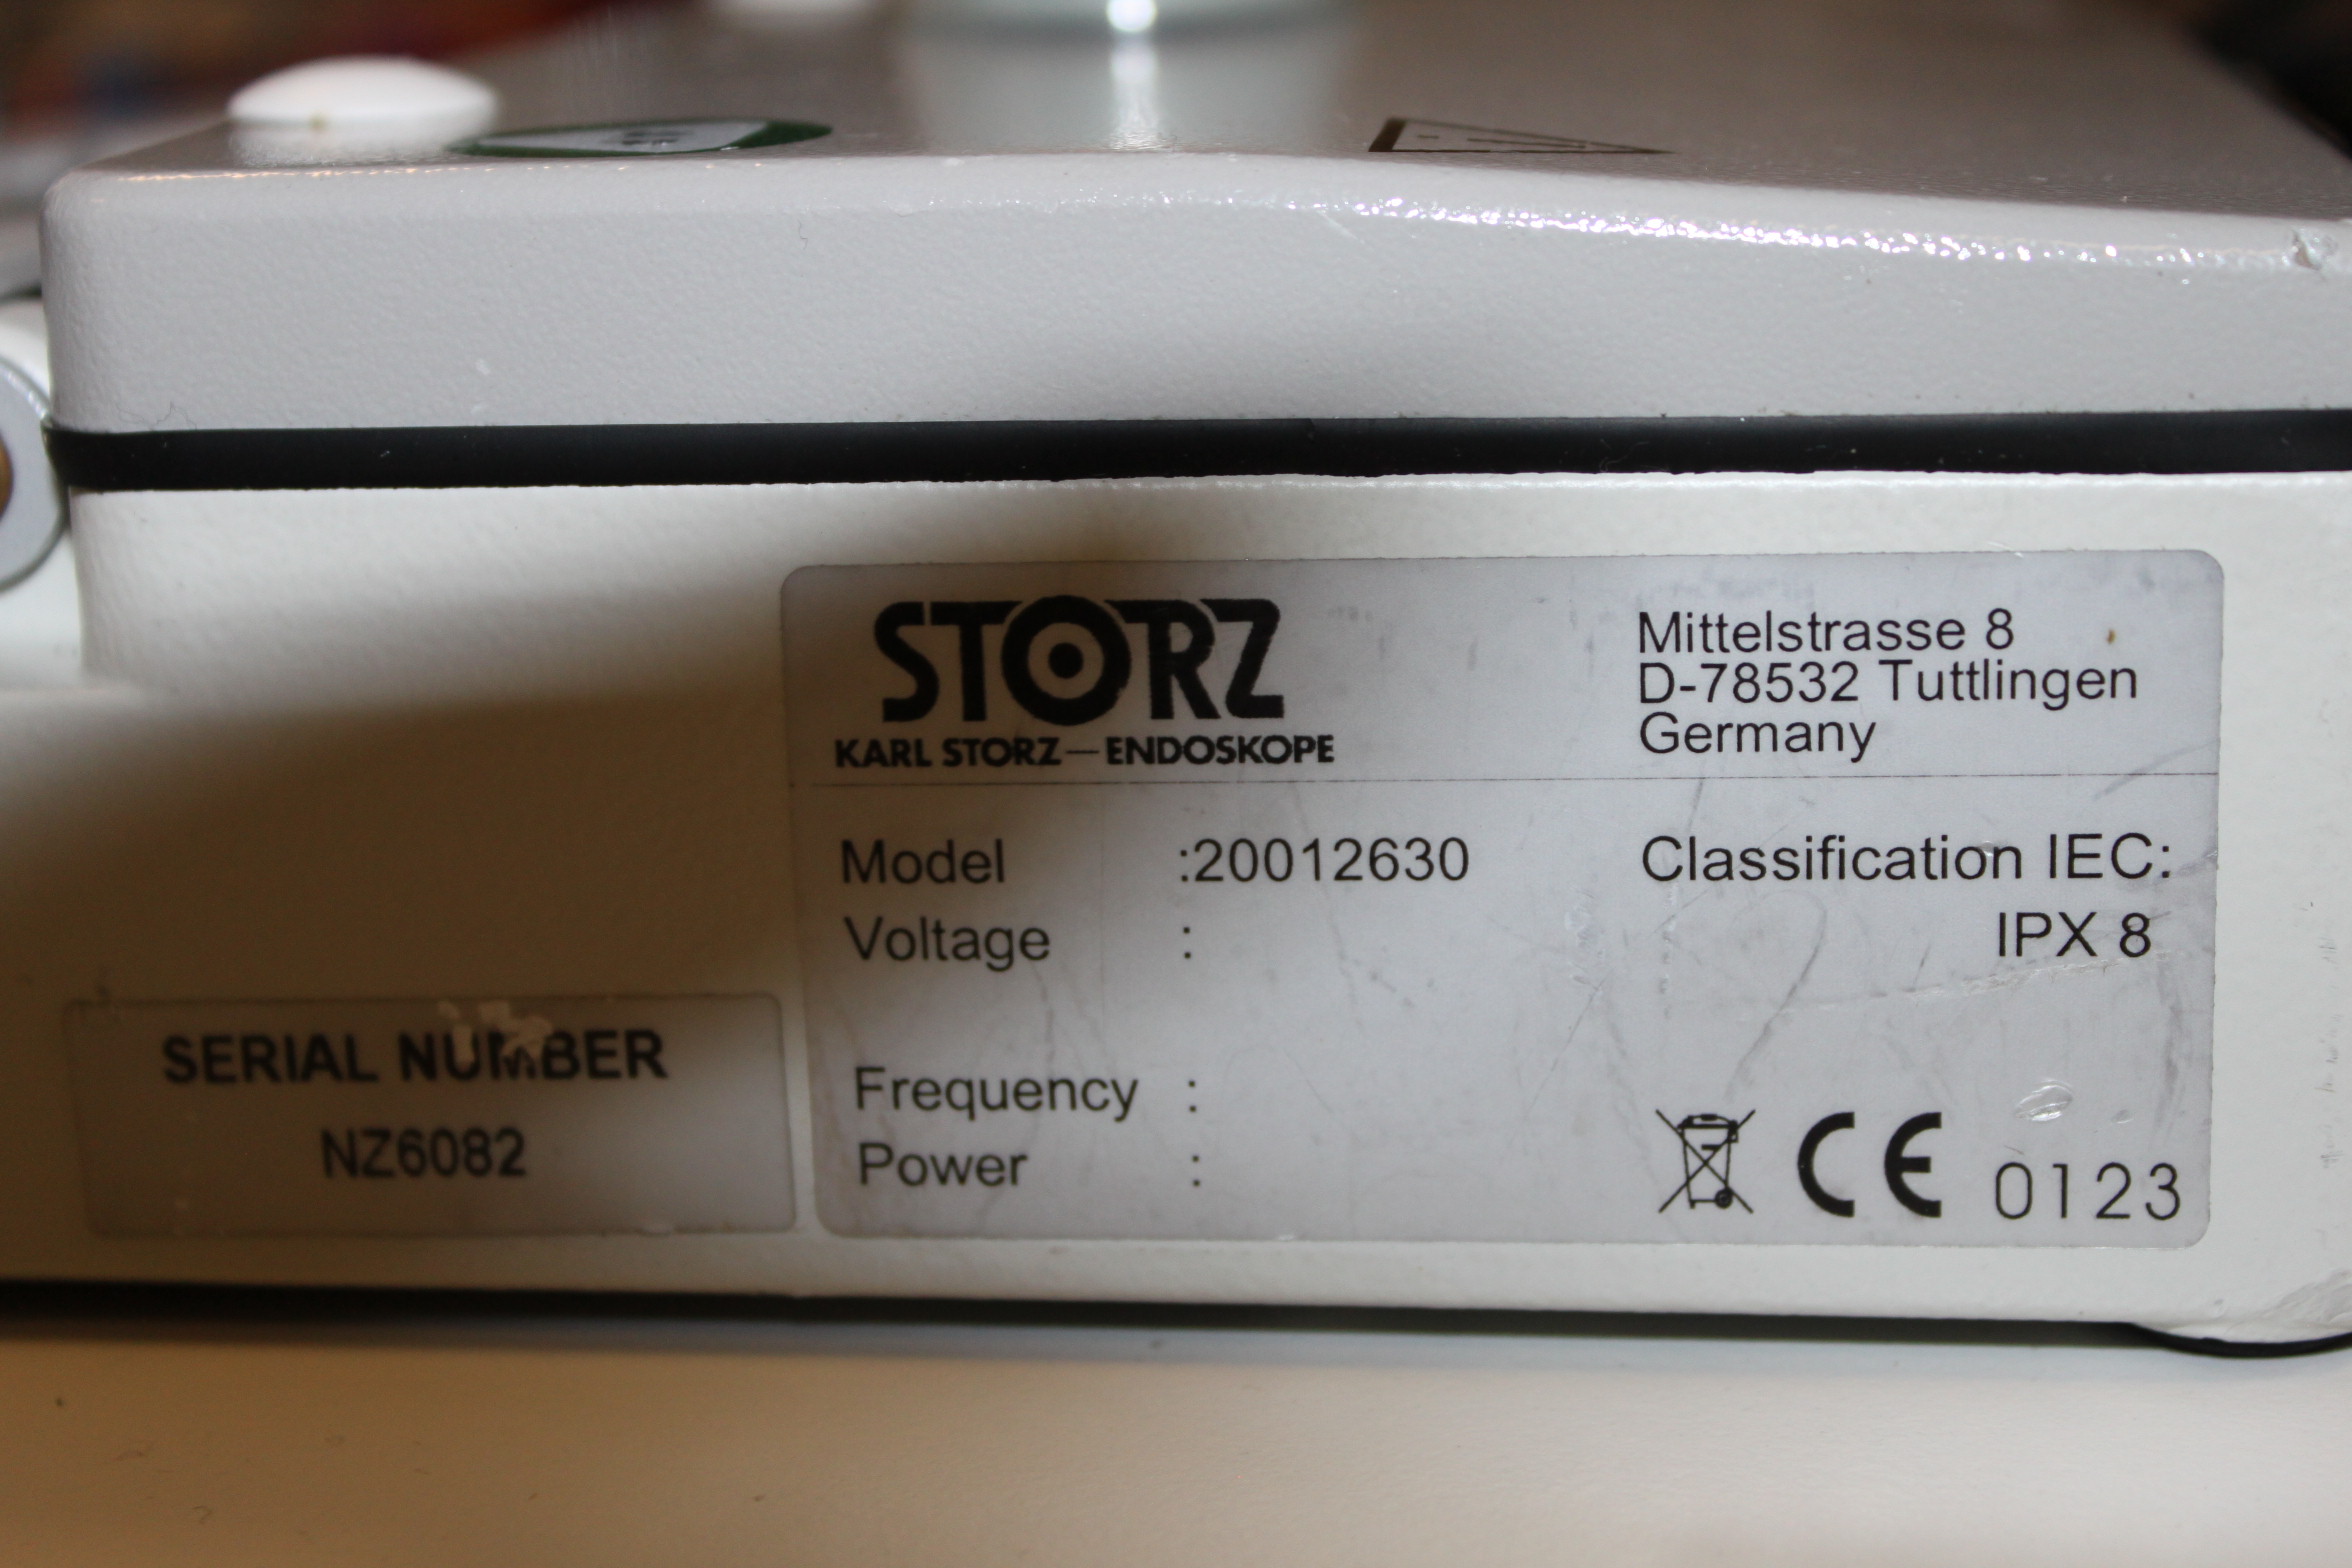 STORZ
KARL STORZ—ENDOSKOPE
Mittelstrasse 8
D-78532 Tuttlingen
Germany
Model :20012630
Voltage :
Frequency :
Power :
Classification IEC:
IPX 8
CE 0123
SERIAL NUMBER
NZ6082